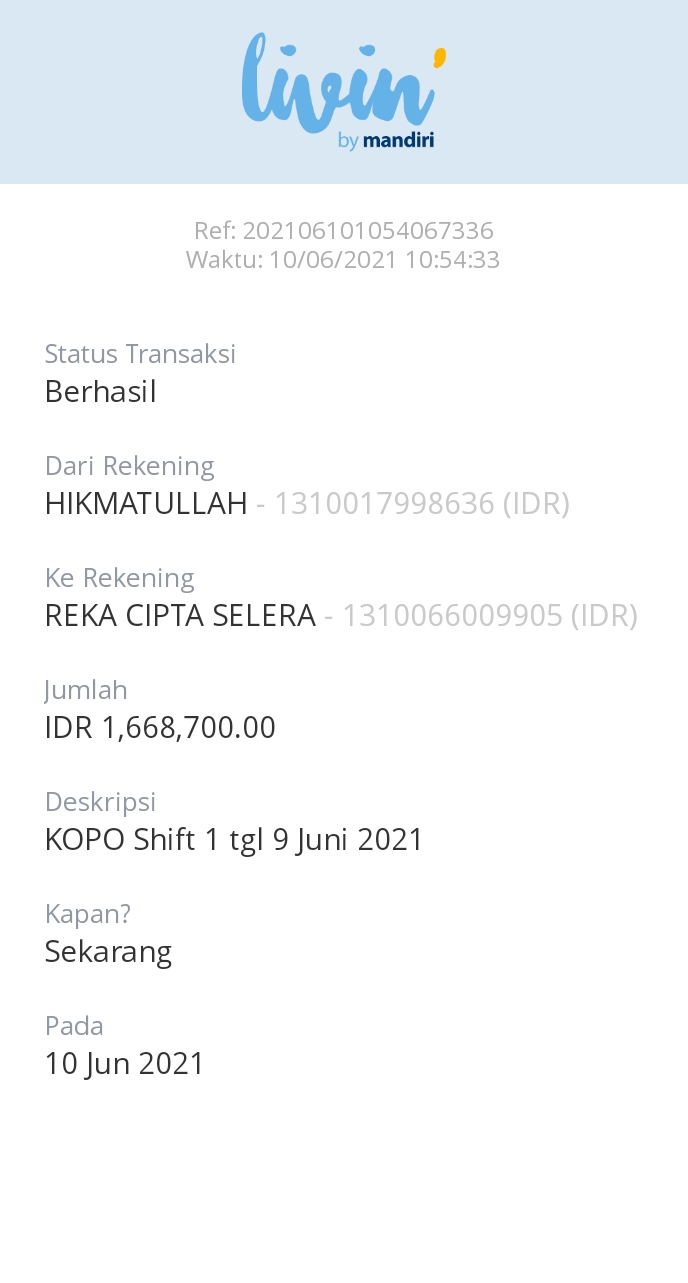 livin'
by mandiri
Ref: 202106101054067336
Waktu: 10/06/2021 10:54:33
Status Transaksi
Berhasil
Dari Rekening
HIKMATULLAH - 1310017998636 (IDR)
Ke Rekening
REKA CIPTA SELERA - 1310066009905 (IDR)
Jumlah
IDR 1,668,700.00
Deskripsi
KOPO Shift 1 tgl 9 Juni 2021
Kapan?
Sekarang
Pada
10 Jun 2021